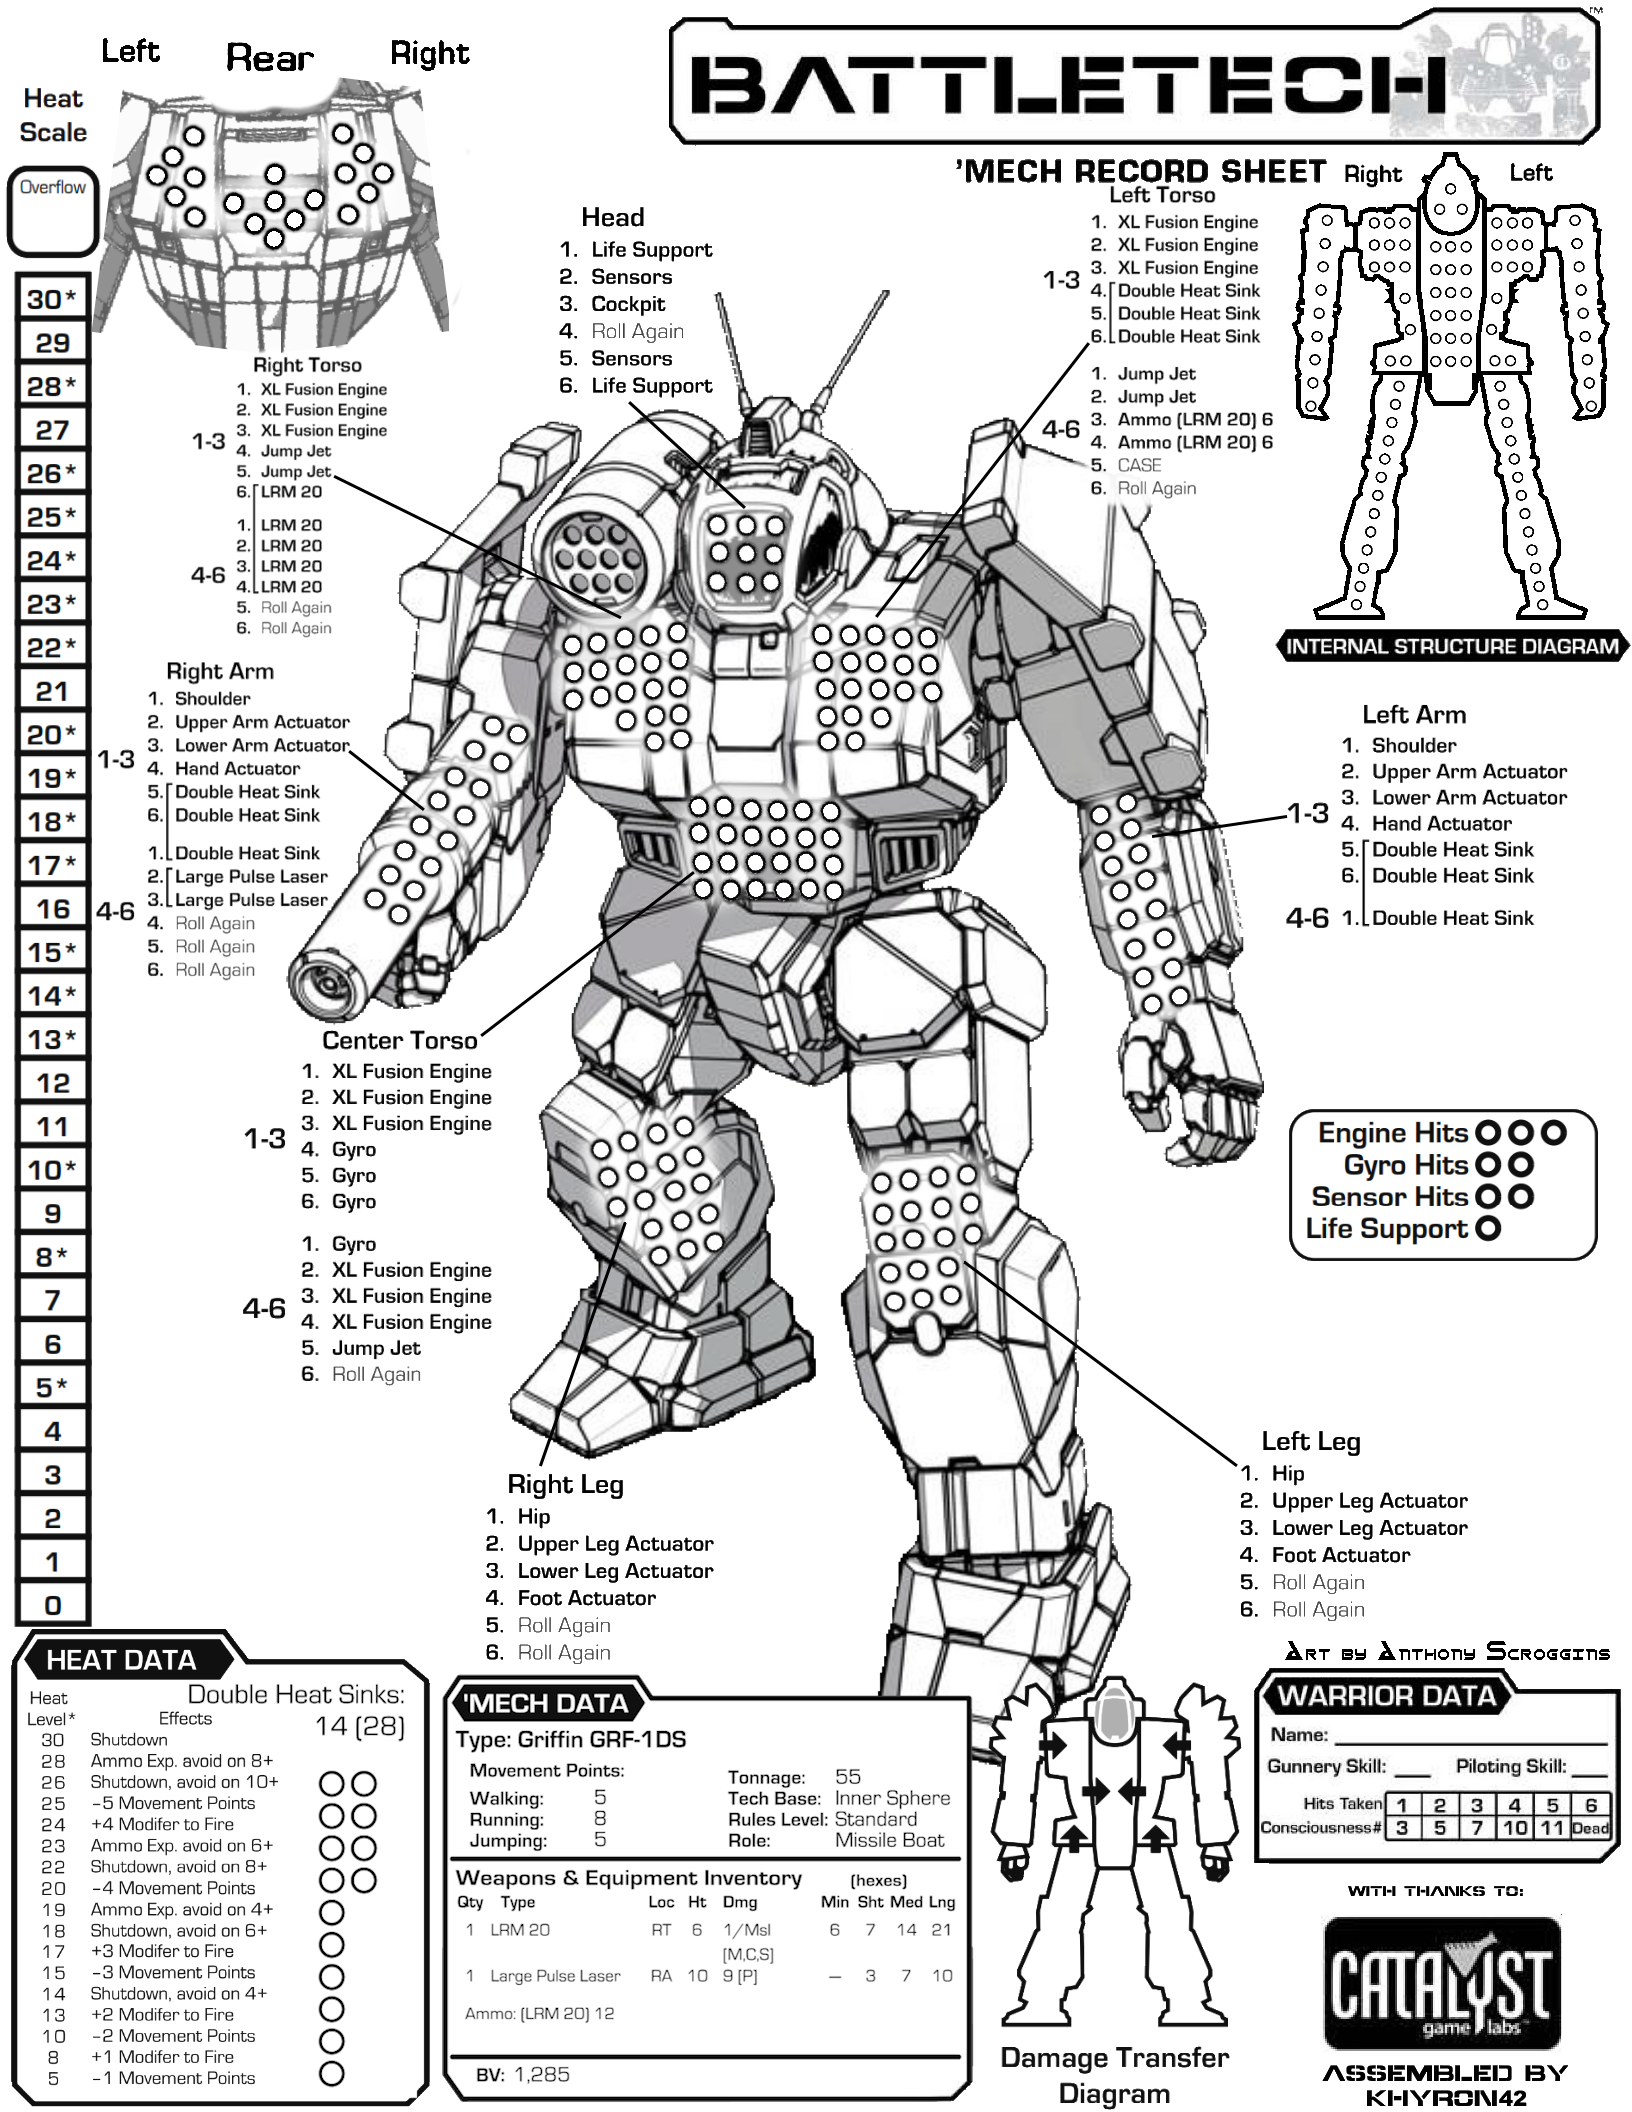 BATTLETECH
TM
'MECH RECORD SHEET
Left Rear Right
Heat
Scale
Overflow
30*
29
28*
27
26*
25*
24*
23*
22*
21
20*
19*
18*
17*
16
15*
14*
13*
12
11
10*
9
8*
7
6
5*
4
3
2
1
0
Head
1. Life Support
2. Sensors
3. Cockpit
4. Roll Again
5. Sensors
6. Life Support
Left Torso
1-3
1. XL Fusion Engine
2. XL Fusion Engine
3. XL Fusion Engine
4. Double Heat Sink
5. Double Heat Sink
6. Double Heat Sink
4-6
1. Jump Jet
2. Jump Jet
3. Ammo (LRM 20) 6
4. Ammo (LRM 20) 6
5. CASE
6. Roll Again
Right Left
INTERNAL STRUCTURE DIAGRAM
Right Torso
1-3
1. XL Fusion Engine
2. XL Fusion Engine
3. XL Fusion Engine
4. Jump Jet
5. Jump Jet
6. LRM 20
4-6
1. LRM 20
2. LRM 20
3. LRM 20
4. LRM 20
5. Roll Again
6. Roll Again
Right Arm
1-3
1. Shoulder
2. Upper Arm Actuator
3. Lower Arm Actuator
4. Hand Actuator
5. Double Heat Sink
6. Double Heat Sink
4-6
1. Double Heat Sink
2. Large Pulse Laser
3. Large Pulse Laser
4. Roll Again
5. Roll Again
6. Roll Again
Left Arm
1-3
1. Shoulder
2. Upper Arm Actuator
3. Lower Arm Actuator
4. Hand Actuator
5. Double Heat Sink
6. Double Heat Sink
4-6
1. Double Heat Sink
Center Torso
1-3
1. XL Fusion Engine
2. XL Fusion Engine
3. XL Fusion Engine
4. Gyro
5. Gyro
6. Gyro
4-6
1. Gyro
2. XL Fusion Engine
3. XL Fusion Engine
4. XL Fusion Engine
5. Jump Jet
6. Roll Again
Engine Hits
Gyro Hits
Sensor Hits
Life Support
Right Leg
1. Hip
2. Upper Leg Actuator
3. Lower Leg Actuator
4. Foot Actuator
5. Roll Again
6. Roll Again
Left Leg
1. Hip
2. Upper Leg Actuator
3. Lower Leg Actuator
4. Foot Actuator
5. Roll Again
6. Roll Again
Art by Anthony Scroggins
HEAT DATA
Double Heat Sinks:
14 (28)
Heat
Level* Effects
30 Shutdown
28 Ammo Exp. avoid on 8+
26 Shutdown, avoid on 10+
25 -5 Movement Points
24 +4 Modifer to Fire
23 Ammo Exp. avoid on 6+
22 Shutdown, avoid on 8+
20 -4 Movement Points
19 Ammo Exp. avoid on 4+
18 Shutdown, avoid on 6+
17 +3 Modifer to Fire
15 -3 Movement Points
14 Shutdown, avoid on 4+
13 +2 Modifer to Fire
10 -2 Movement Points
8 +1 Modifer to Fire
5 -1 Movement Points
'MECH DATA
Type: Griffin GRF-1DS
Movement Points:
Walking: 5
Running: 8
Jumping: 5
Tonnage: 55
Tech Base: Inner Sphere
Rules Level: Standard
Role: Missile Boat
Weapons & Equipment Inventory (hexes)
Qty Type Loc Ht Dmg Min Sht Med Lng
1 LRM 20 RT 6 1/Msl 6 7 14 21
[M,C,S]
1 Large Pulse Laser RA 10 9 [P] — 3 7 10
Ammo: (LRM 20) 12
BV: 1,285
Damage Transfer
Diagram
WARRIOR DATA
Name:
Gunnery Skill: Piloting Skill:
Hits Taken 1 2 3 4 5 6
Consciousness# 3 5 7 10 11 Dead
WITH THANKS TO:
CATALYST
game labs
ASSEMBLED BY
KHYRON42